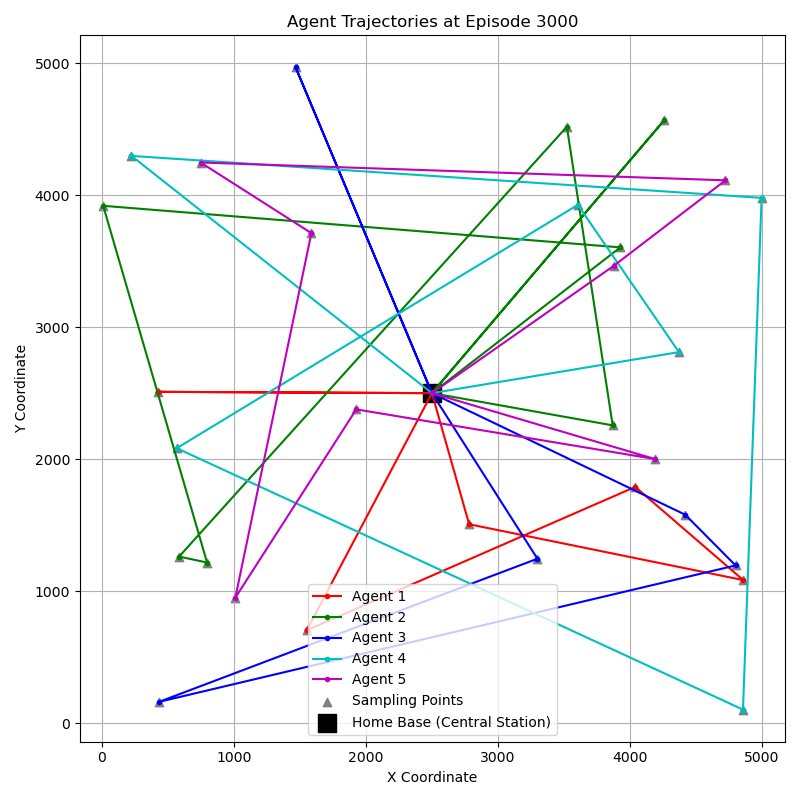 Agent Trajectories at Episode 3000
Y Coordinate
5000
4000
3000
2000
1000
0
Agent 1
Agent 2
Agent 3
Agent 4
Agent 5
Sampling Points
Home Base (Central Station)
0 1000 2000 3000 4000 5000
X Coordinate